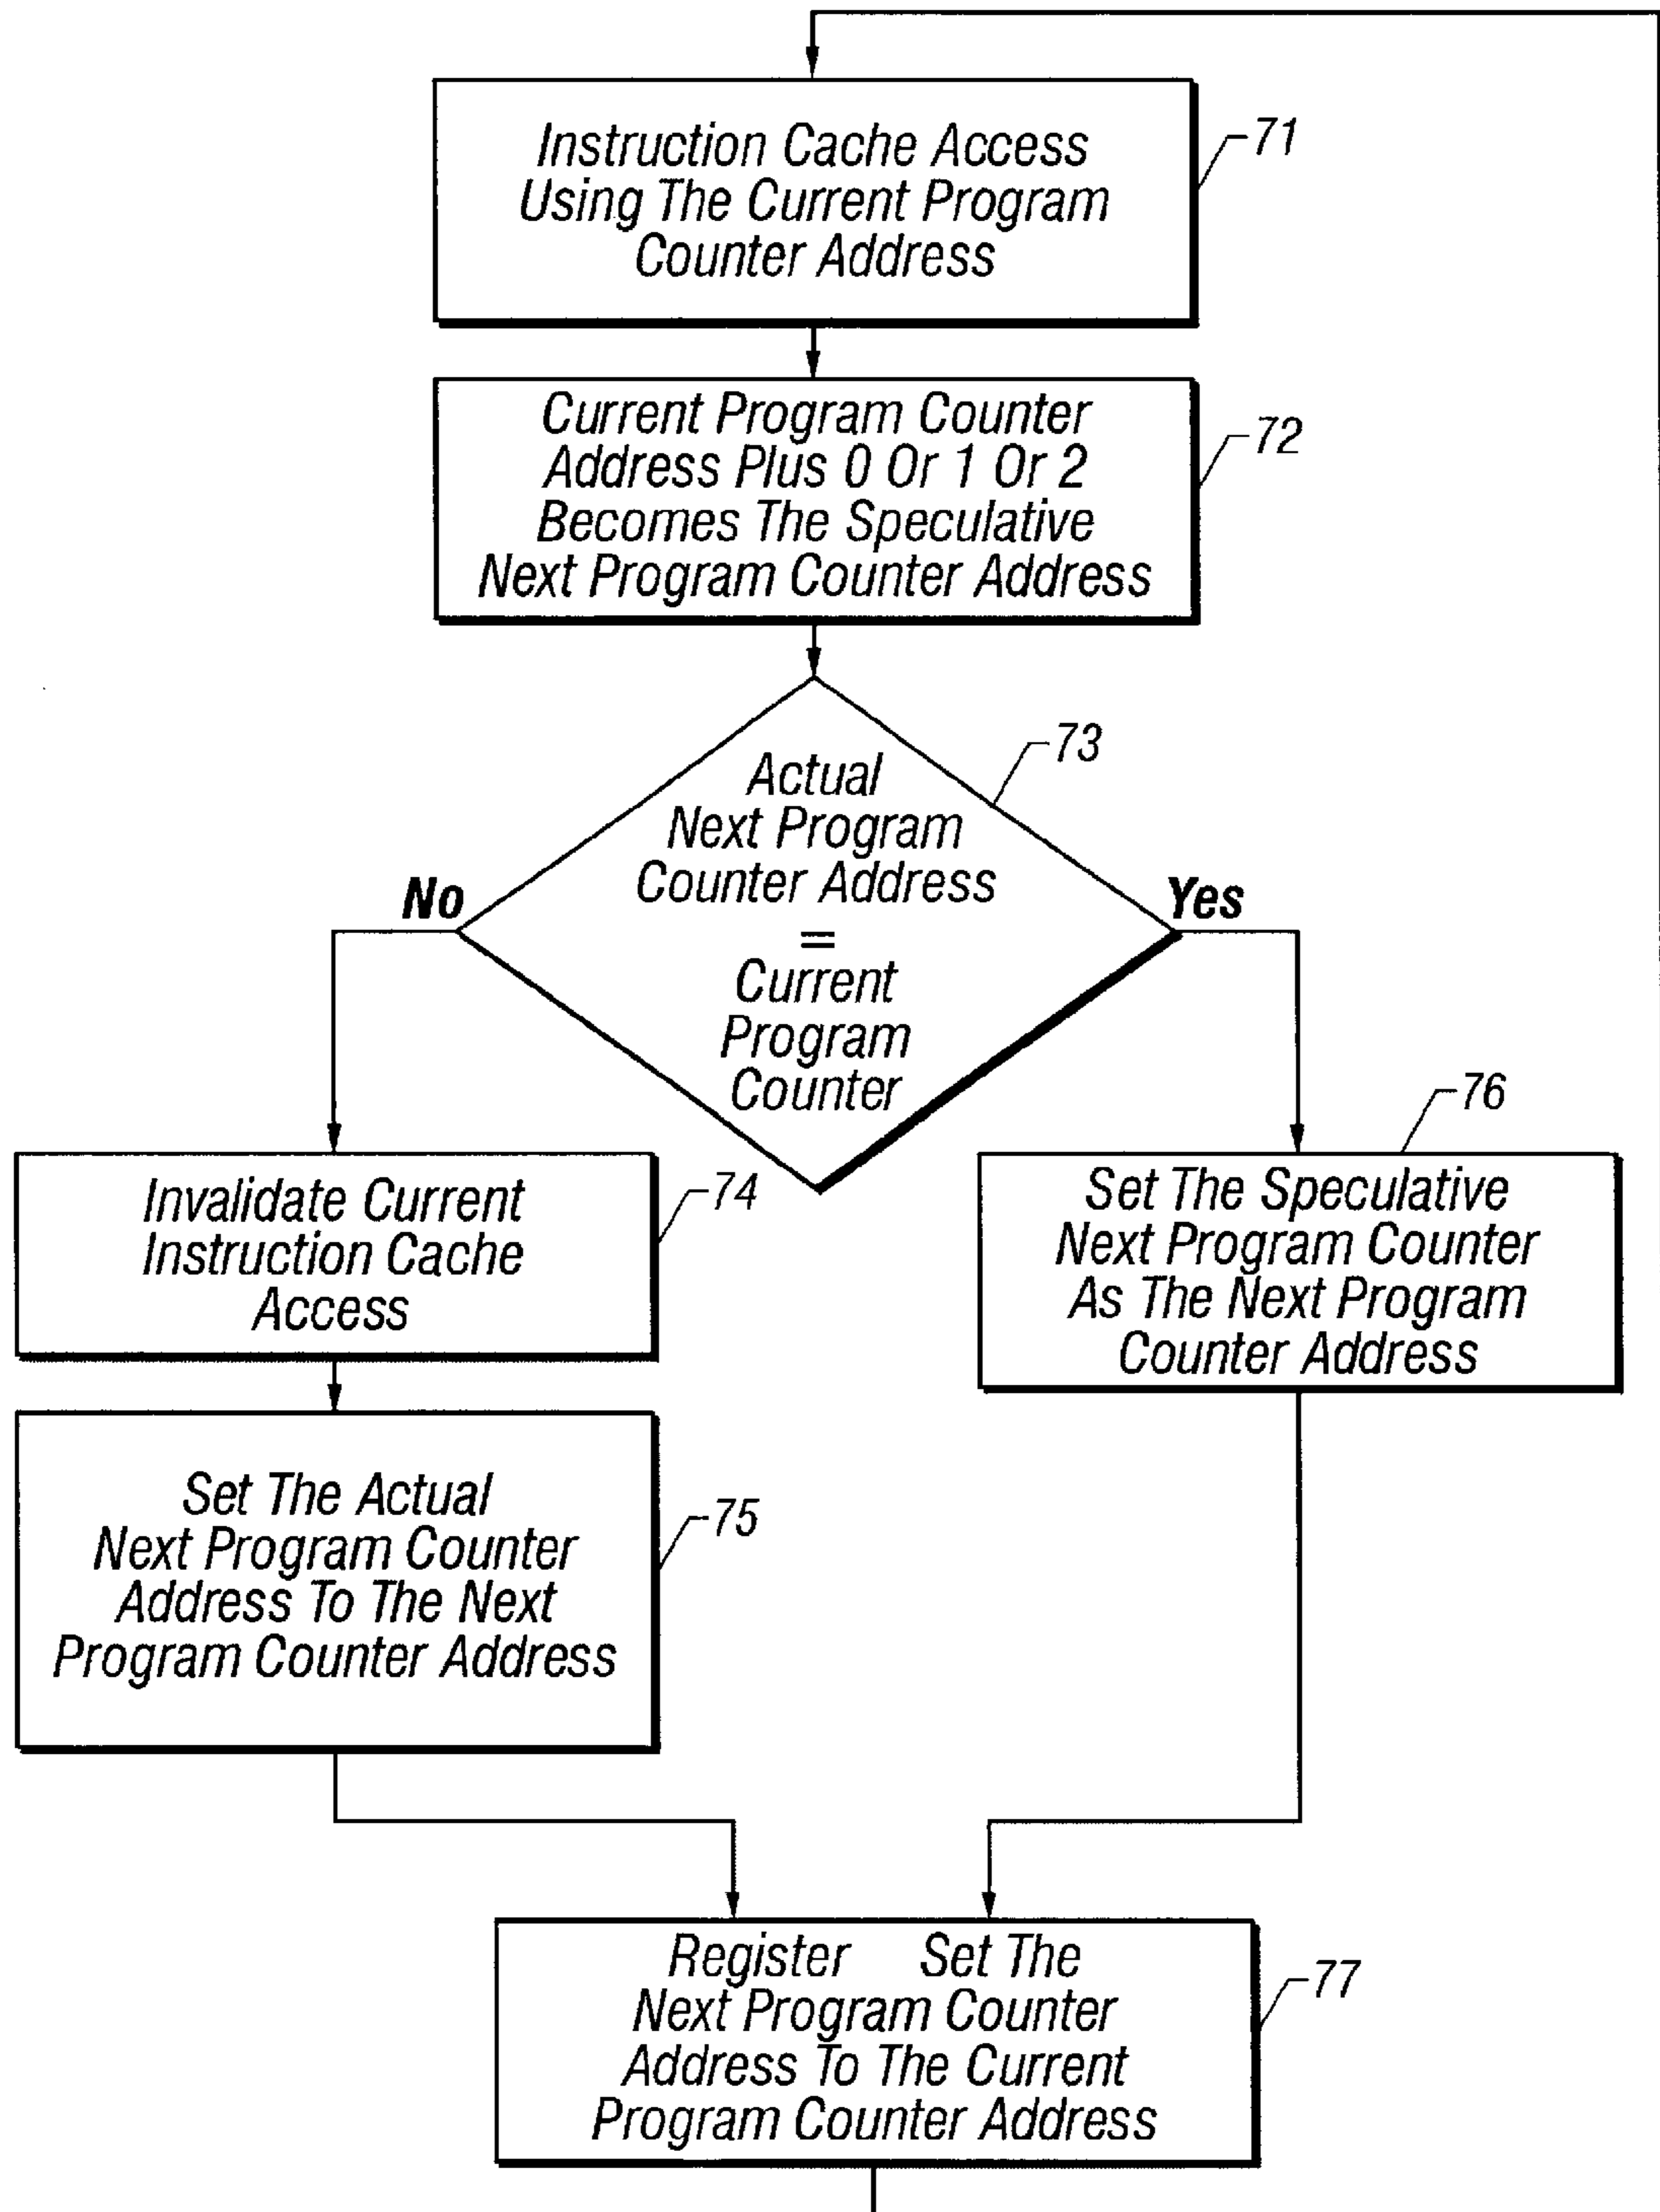 Instruction Cache Access
Using The Current Program
Counter Address
71
Current Program Counter
Address Plus 0 Or 1 Or 2
Becomes The Speculative
Next Program Counter Address
72
Actual
Next Program
Counter Address
=
Current
Program
Counter
73
No
Yes
Invalidate Current
Instruction Cache
Access
74
Set The Speculative
Next Program Counter
As The Next Program
Counter Address
76
Set The Actual
Next Program Counter
Address To The Next
Program Counter Address
75
Register Set The
Next Program Counter
Address To The Current
Program Counter Address
77